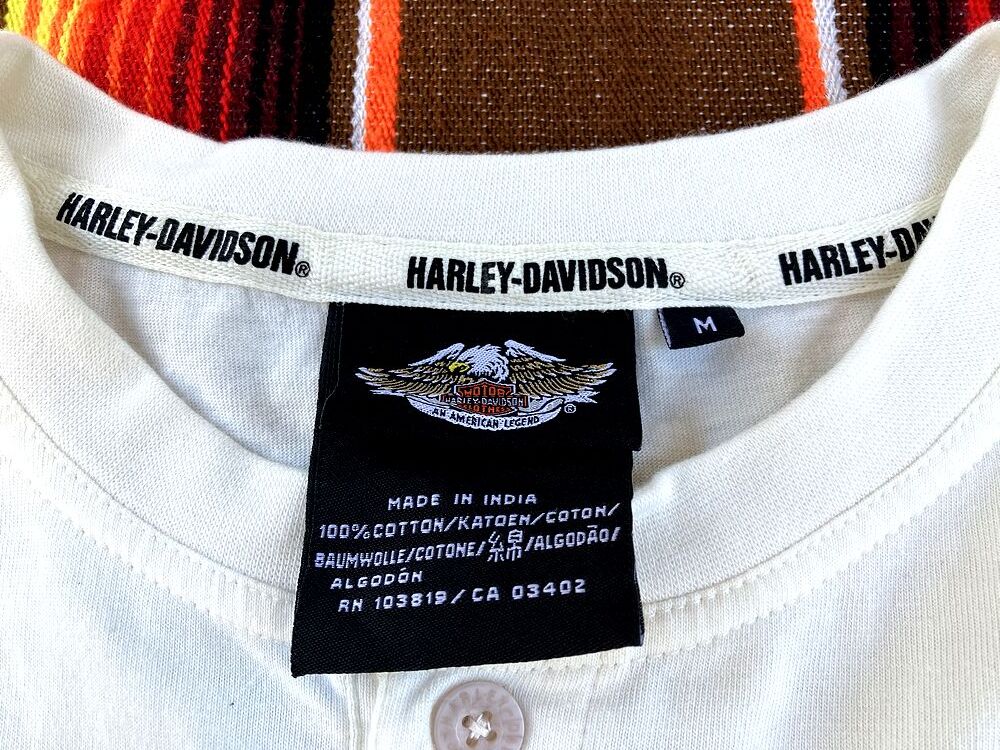 HARLEY-DAVIDSON®
HARLEY-DAVIDSON®
HARLEY-DA
M
MOTOR
HARLEY-DAVIDSON
CLOTHES
AN AMERICAN LEGEND
®
MADE IN INDIA
100% COTTON/KATOEN/COTON/
BAUMWOLLE/COTONE/綿/ALGODÃO/
ALGODÓN
RN 103819/CA 03402